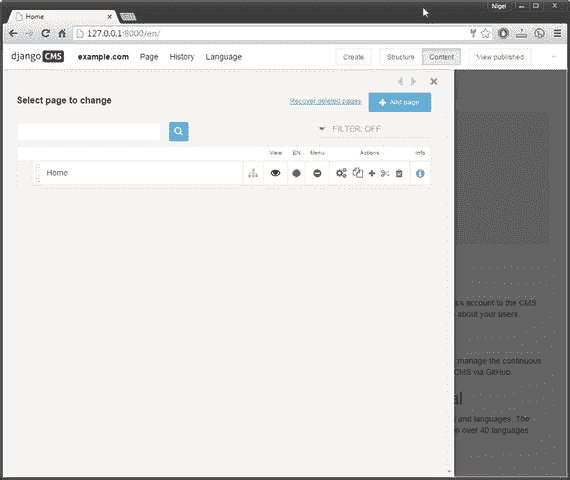 Nigel
Home
127.0.0.1:8000/en/
django CMS example.com Page History Language Create Structure Content View published
Select page to change
Recover deleted pages
Add page
FILTER: OFF
View EN Menu Actions Info
Home
cs account to the CMS
about your users.
manage the continuous
CMS via GitHub.
al
and languages. The
over 40 languages